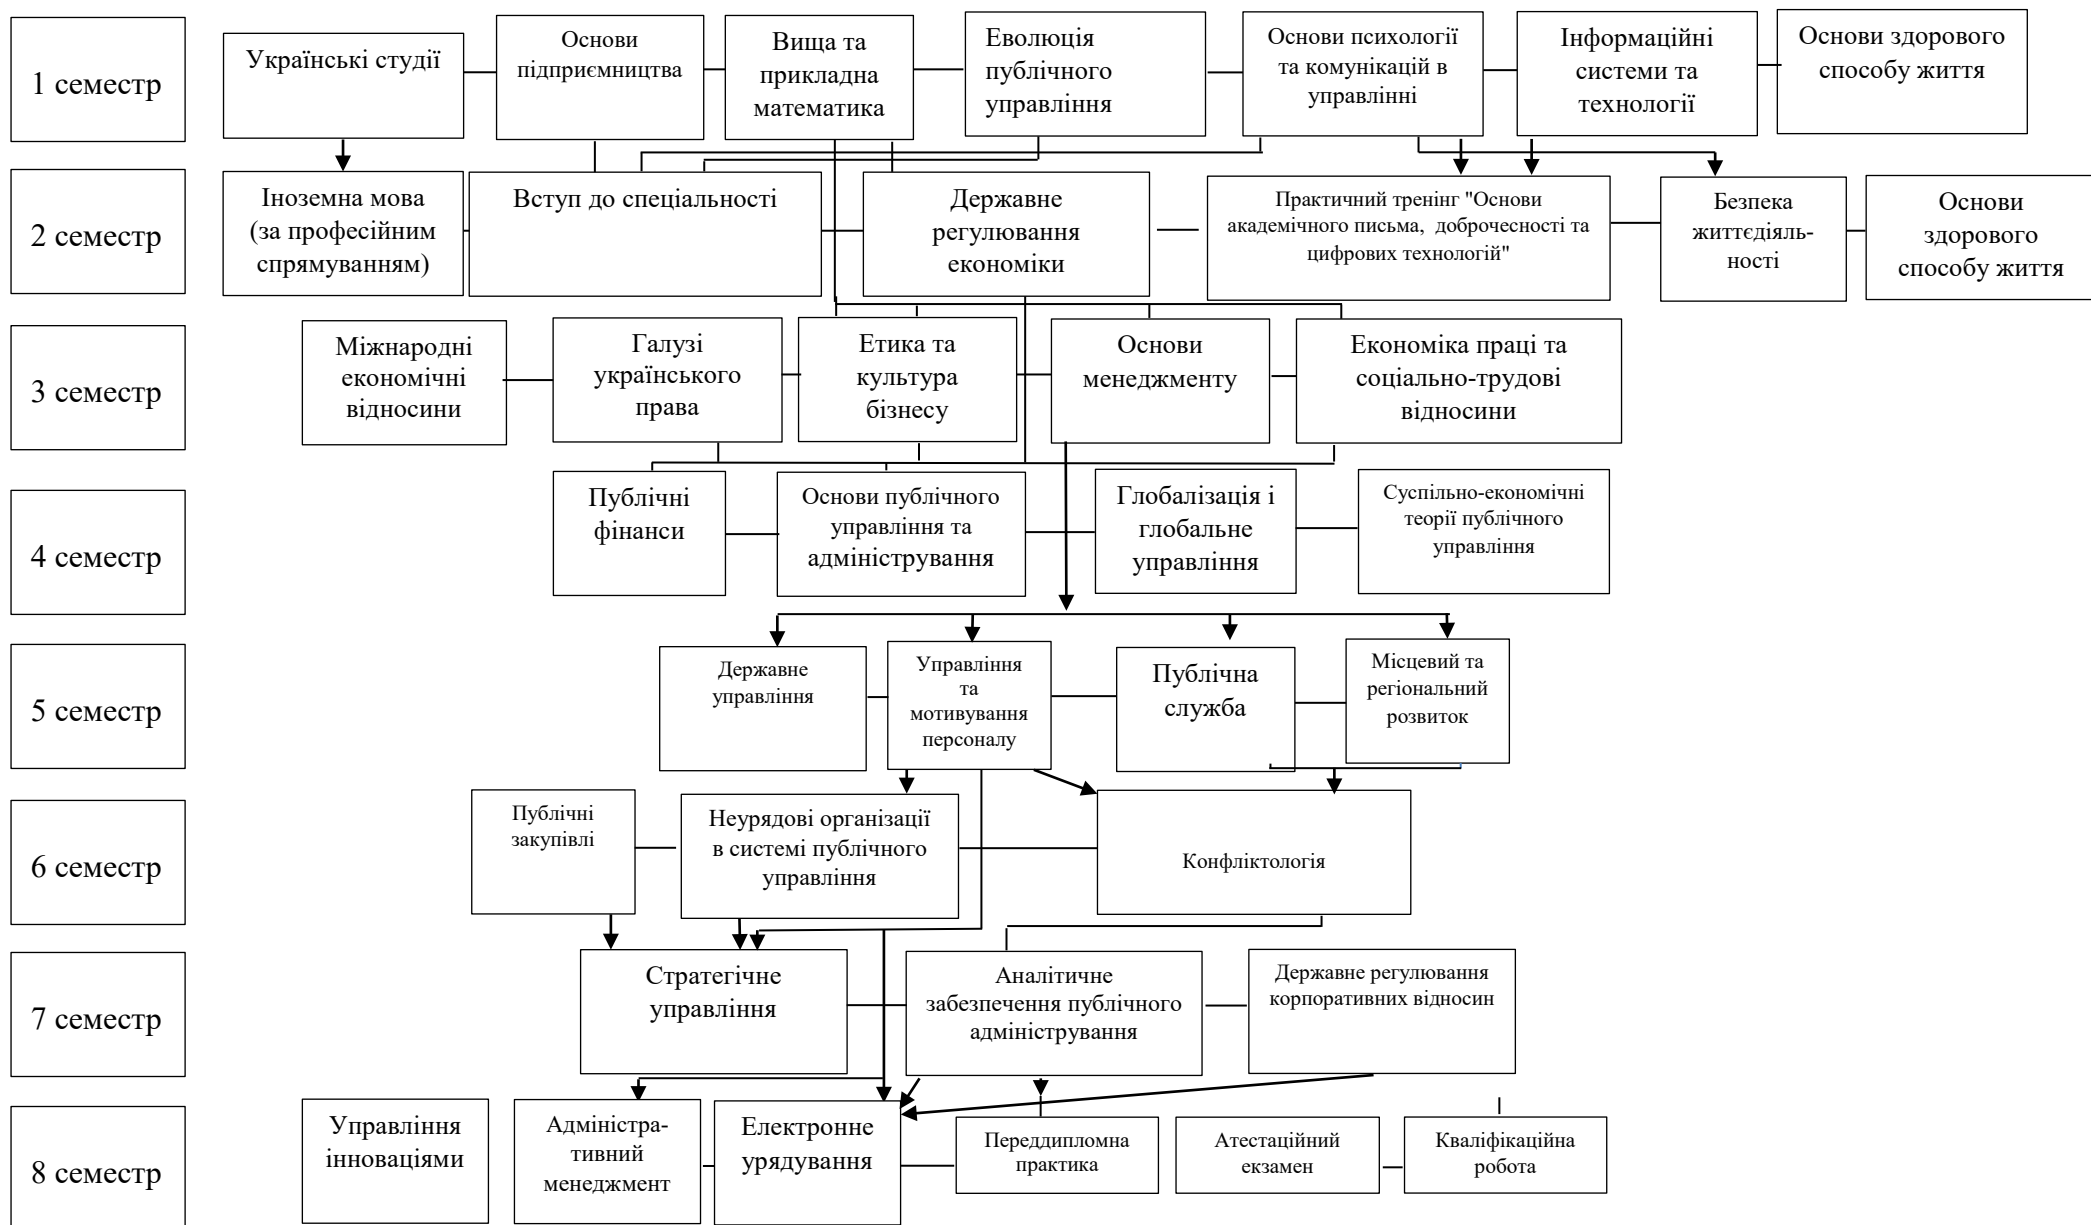 1 семестр
Українські студії
Основи
підприємництва
Вища та
прикладна
математика
Еволюція
публічного
управління
Основи психології
та комунікацій в
управлінні
Інформаційні
системи та
технології
Основи здорового
способу життя
2 семестр
Іноземна мова
(за професійним
спрямуванням)
Вступ до спеціальності
Державне
регулювання
економіки
Практичний тренінг "Основи
академічного письма, доброчесності та
цифрових технологій"
Безпека
життєдіяль-
ності
Основи
здорового
способу життя
3 семестр
Міжнародні
економічні
відносини
Галузі
українського
права
Етика та
культура
бізнесу
Основи
менеджменту
Економіка праці та
соціально-трудові
відносини
4 семестр
Публічні
фінанси
Основи публічного
управління та
адміністрування
Глобалізація і
глобальне
управління
Суспільно-економічні
теорії публічного
управління
5 семестр
Державне
управління
Управління
та
мотивування
персоналу
Публічна
служба
Місцевий та
регіональний
розвиток
6 семестр
Публічні
закупівлі
Неурядові організації
в системі публічного
управління
Конфліктологія
7 семестр
Стратегічне
управління
Аналітичне
забезпечення публічного
адміністрування
Державне регулювання
корпоративних відносин
8 семестр
Управління
інноваціями
Адміністра-
тивний
менеджмент
Електронне
урядування
Переддипломна
практика
Атестаційний
екзамен
Кваліфікаційна
робота